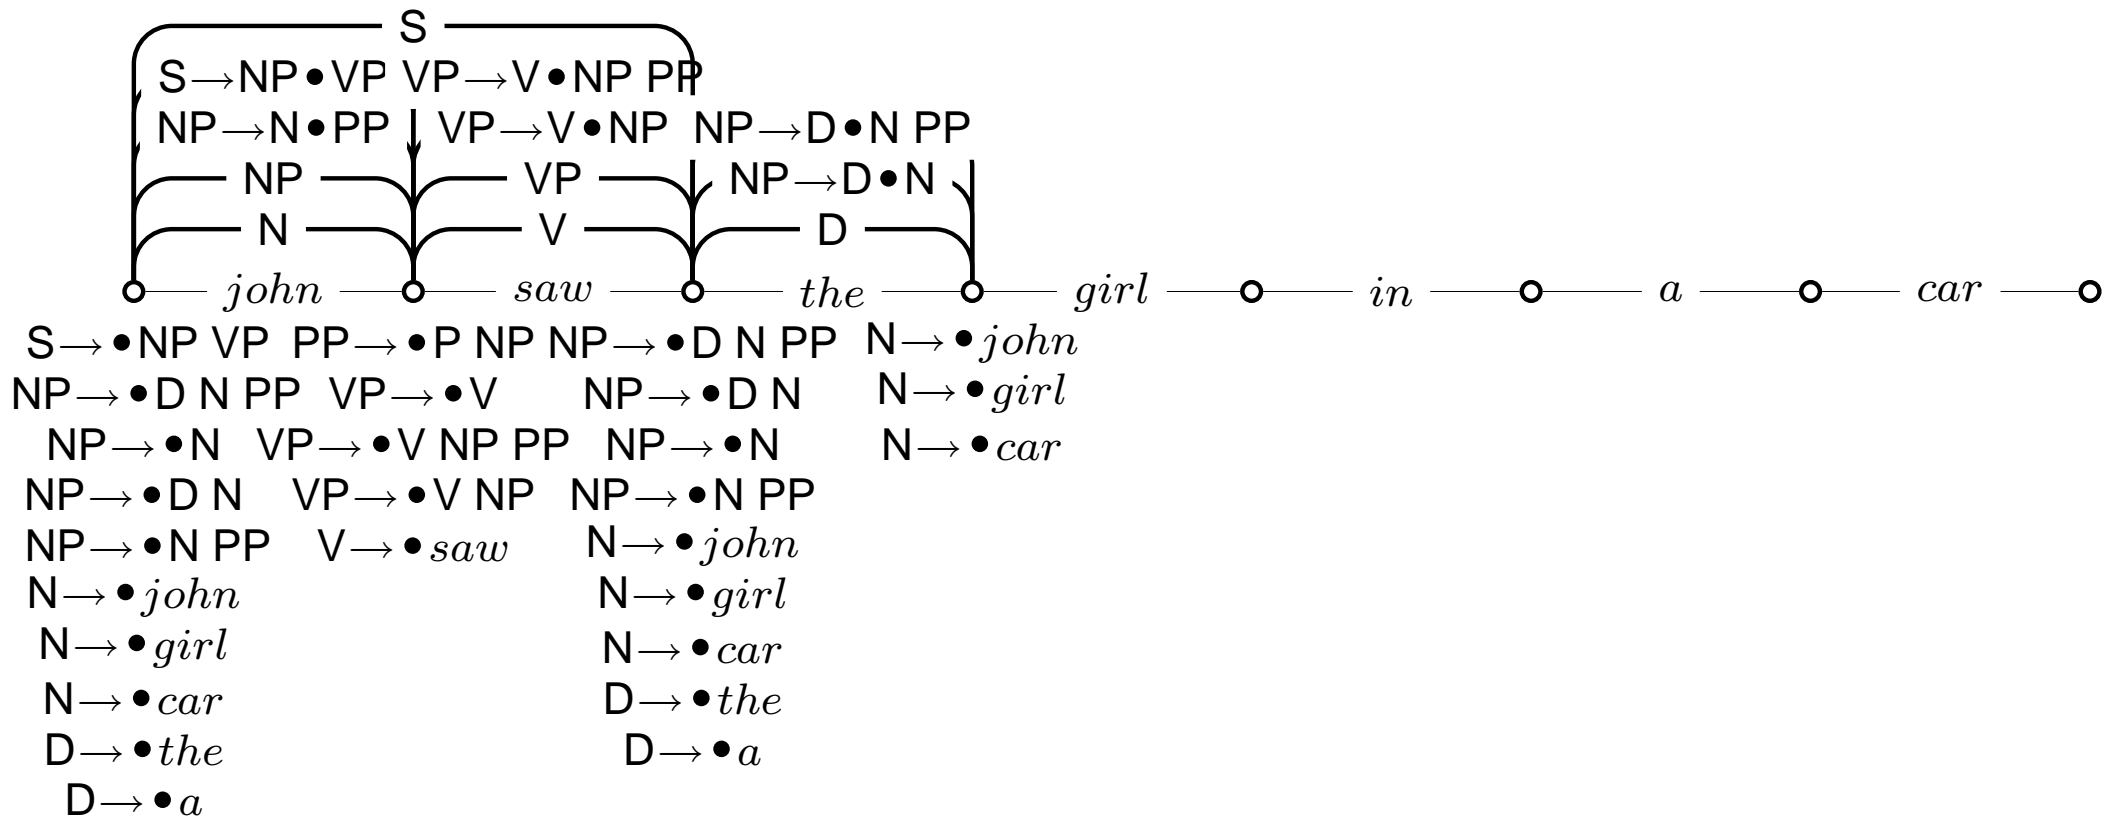 S
S→NP•VP VP→V•NP PP
NP→N•PP VP→V•NP NP→D•N PP
NP VP NP→D•N
N V D
john saw the girl in a car
S→•NP VP PP→•P NP NP→•D N PP N→•john
NP→•D N PP VP→•V NP→•D N N→•girl
NP→•N VP→•V NP PP NP→•N N→•car
NP→•D N VP→•V NP NP→•N PP
NP→•N PP V→•saw N→•john
N→•john N→•girl
N→•girl N→•car
N→•car D→•the
D→•the D→•a
D→•a